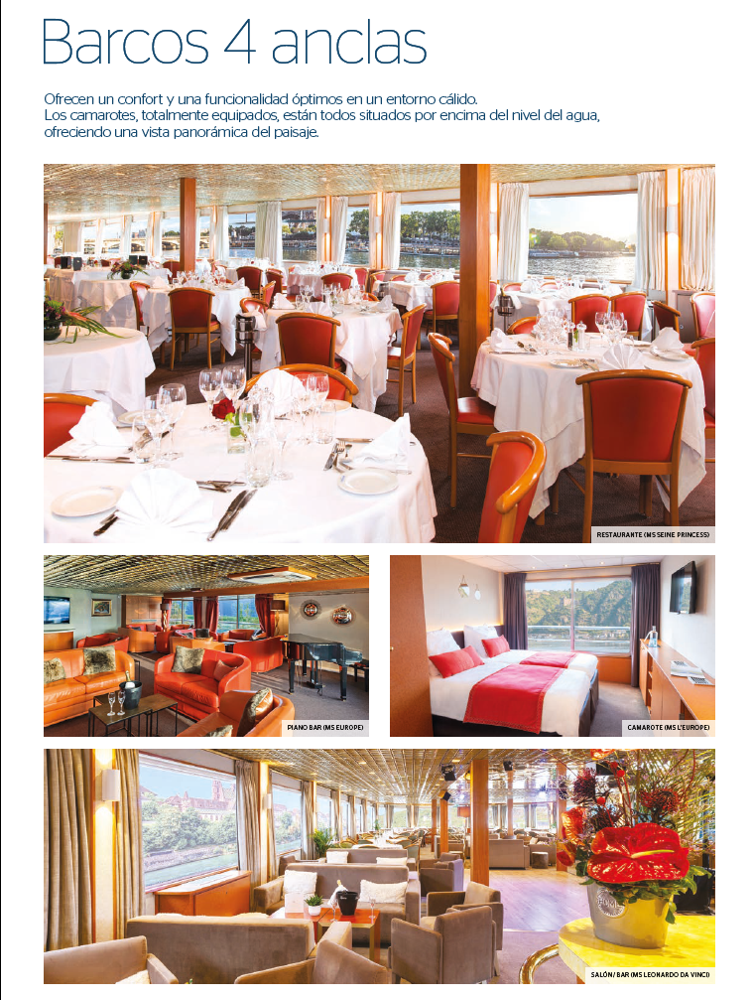 Barcos 4 anclas
Ofrecen un confort y una funcionalidad óptimos en un entorno cálido.
Los camarotes, totalmente equipados, están todos situados por encima del nivel del agua,
ofreciendo una vista panorámica del paisaje.
RESTAURANTE (MS SEINE PRINCESS)
PIANO BAR (MS EUROPE)
CAMAROTE (MS L'EUROPE)
SALÓN/BAR (MS LEONARDO DA VINCI)